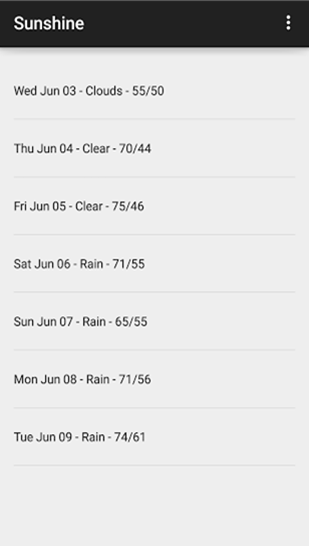 Sunshine
Wed Jun 03 - Clouds - 55/50
Thu Jun 04 - Clear - 70/44
Fri Jun 05 - Clear - 75/46
Sat Jun 06 - Rain - 71/55
Sun Jun 07 - Rain - 65/55
Mon Jun 08 - Rain - 71/56
Tue Jun 09 - Rain - 74/61